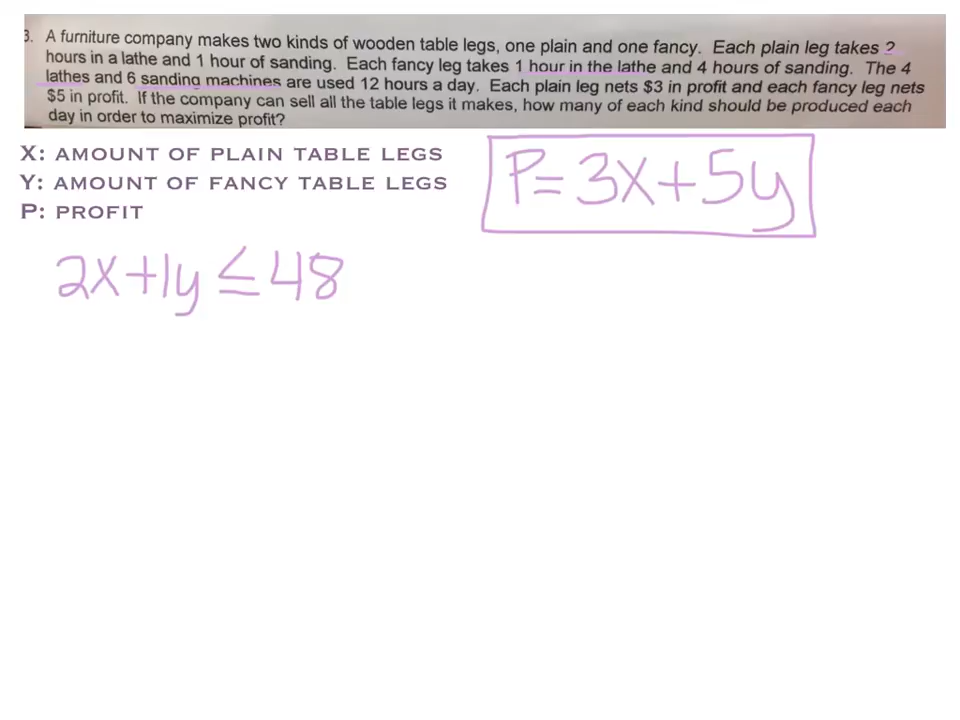 3. A furniture company makes two kinds of wooden table legs, one plain and one fancy. Each plain leg takes 2
hours in a lathe and 1 hour of sanding. Each fancy leg takes 1 hour in the lathe and 4 hours of sanding. The 4
lathes and 6 sanding machines are used 12 hours a day. Each plain leg nets $3 in profit and each fancy leg nets
$5 in profit. If the company can sell all the table legs it makes, how many of each kind should be produced each
day in order to maximize profit?
X: AMOUNT OF PLAIN TABLE LEGS
Y: AMOUNT OF FANCY TABLE LEGS
P: PROFIT
P=3x+5y
2x+1y≤48